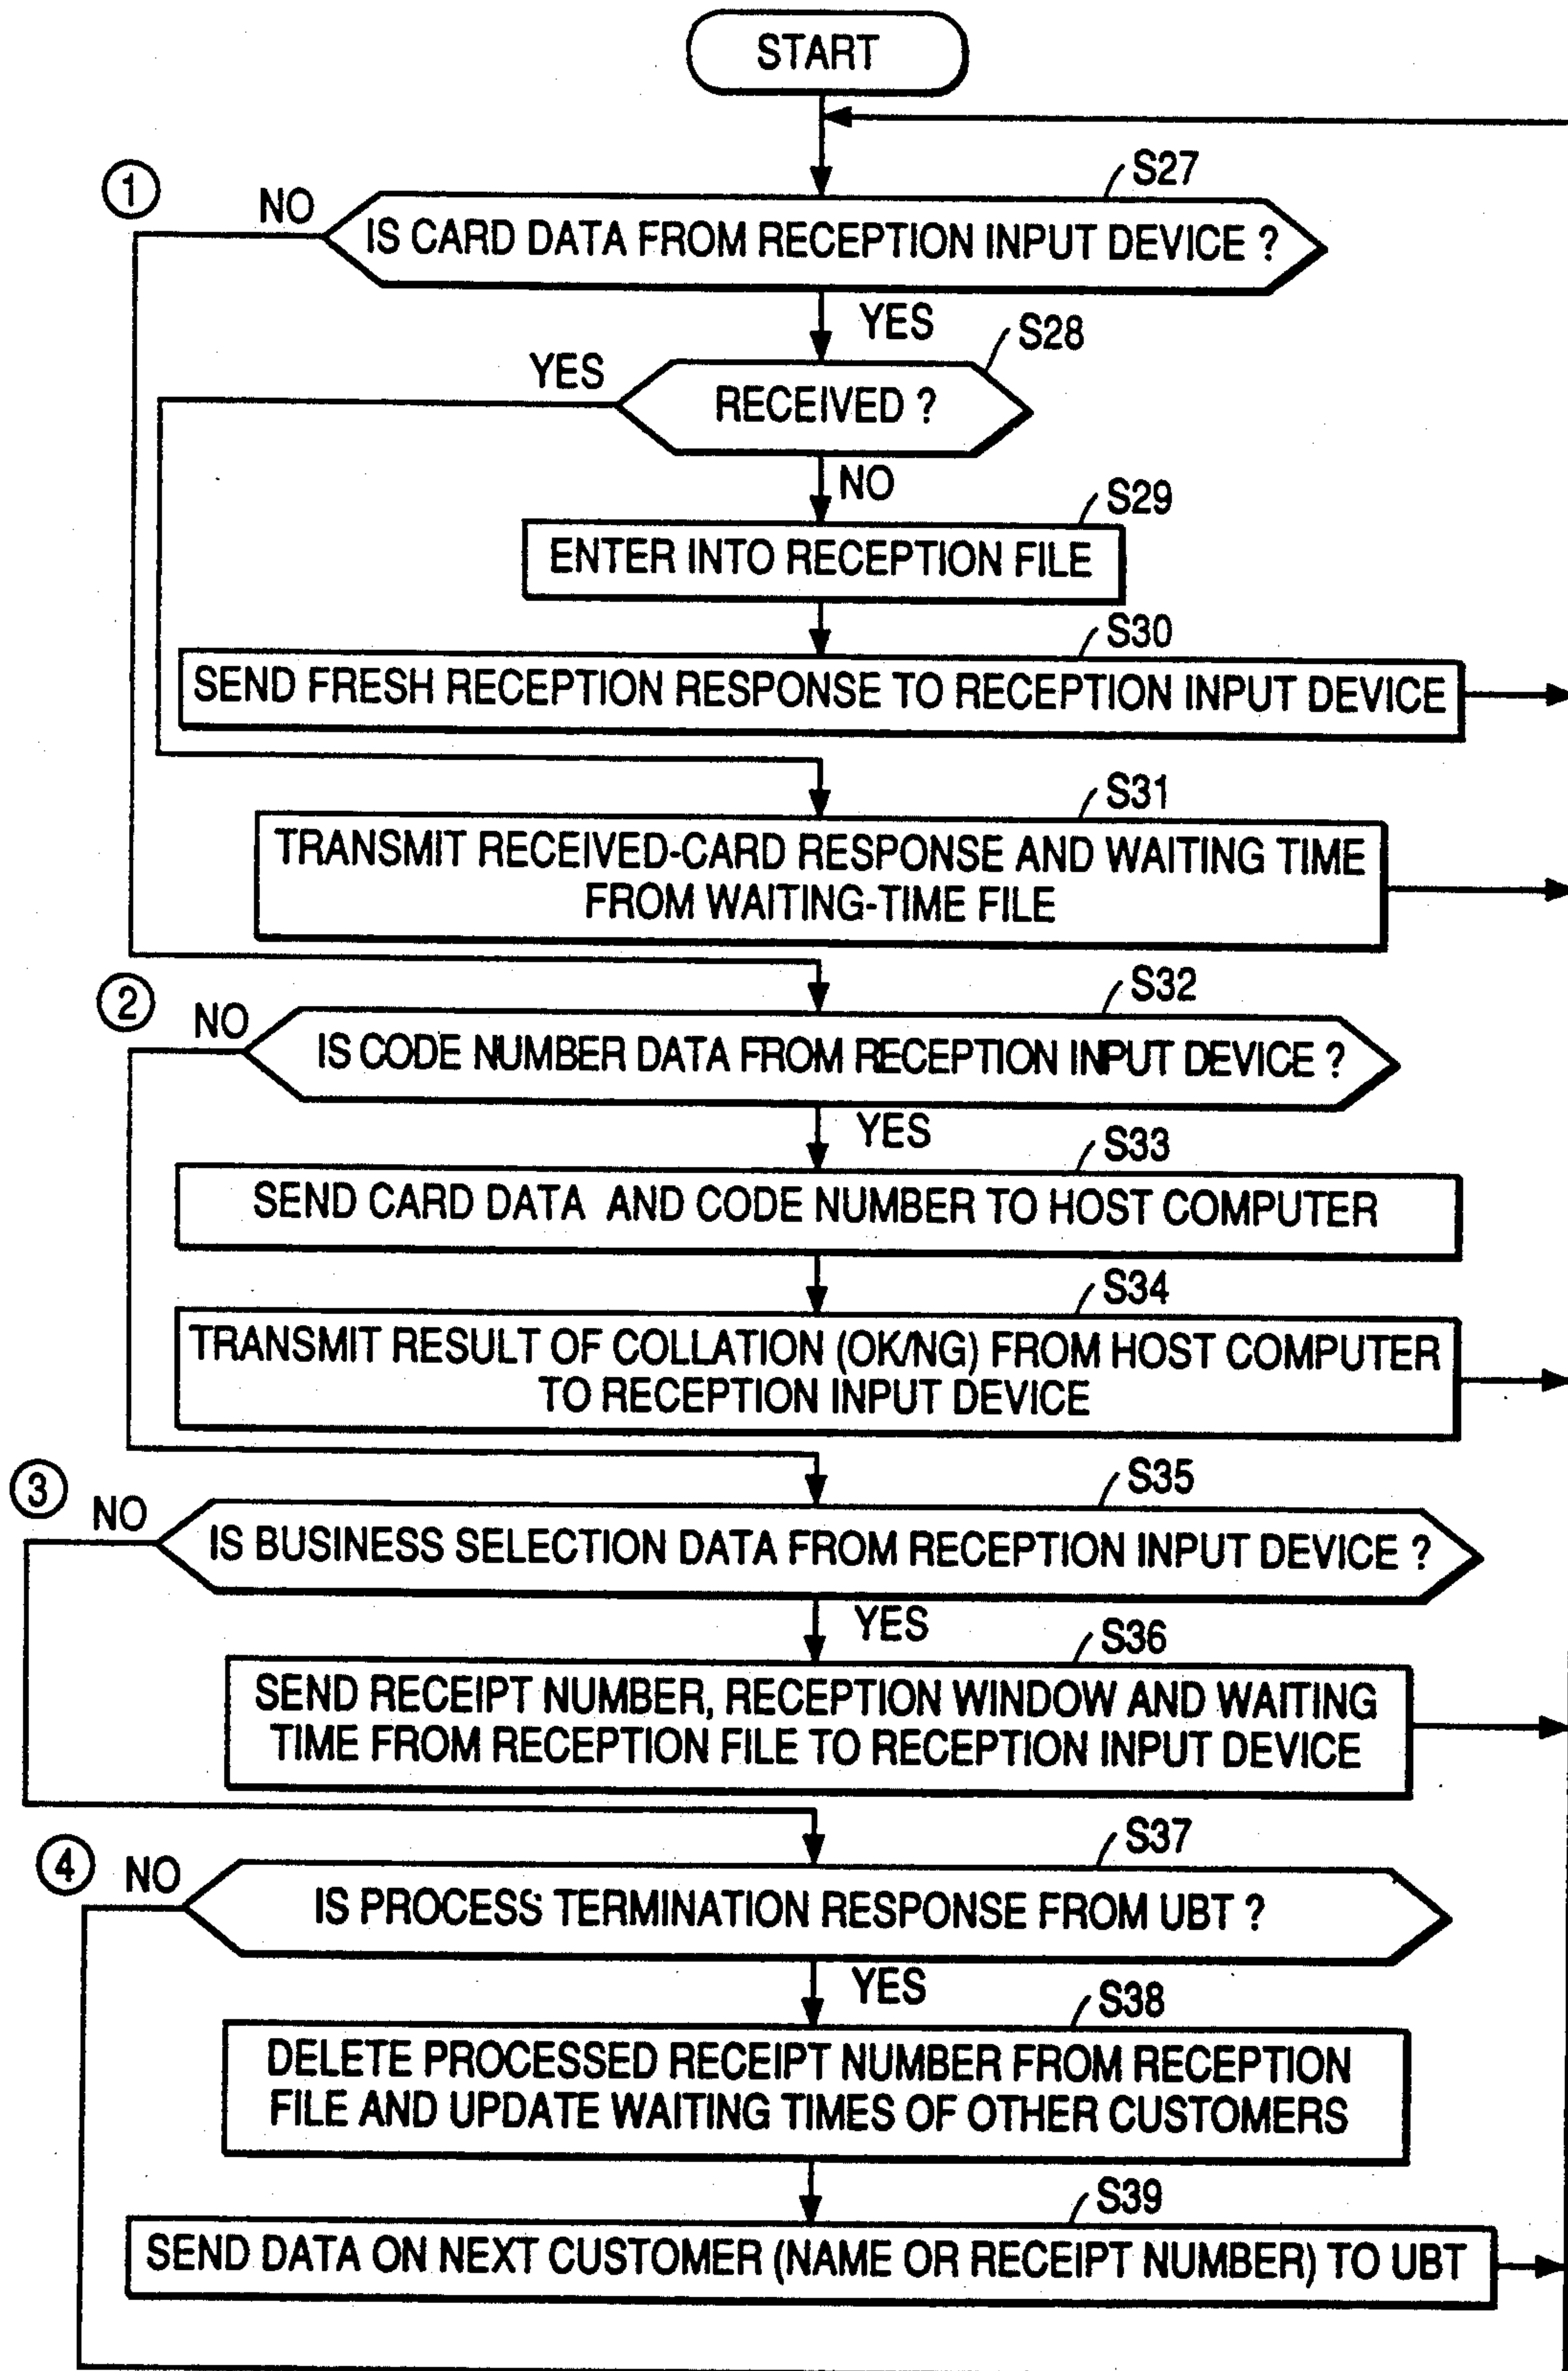 START
① NO S27
IS CARD DATA FROM RECEPTION INPUT DEVICE ?
YES
YES S28
RECEIVED ?
NO
S29
ENTER INTO RECEPTION FILE
S30
SEND FRESH RECEPTION RESPONSE TO RECEPTION INPUT DEVICE
S31
TRANSMIT RECEIVED-CARD RESPONSE AND WAITING TIME
FROM WAITING-TIME FILE
② NO S32
IS CODE NUMBER DATA FROM RECEPTION INPUT DEVICE ?
YES
S33
SEND CARD DATA AND CODE NUMBER TO HOST COMPUTER
S34
TRANSMIT RESULT OF COLLATION (OK/NG) FROM HOST COMPUTER
TO RECEPTION INPUT DEVICE
③ NO S35
IS BUSINESS SELECTION DATA FROM RECEPTION INPUT DEVICE ?
YES
S36
SEND RECEIPT NUMBER, RECEPTION WINDOW AND WAITING
TIME FROM RECEPTION FILE TO RECEPTION INPUT DEVICE
④ NO S37
IS PROCESS TERMINATION RESPONSE FROM UBT ?
YES
S38
DELETE PROCESSED RECEIPT NUMBER FROM RECEPTION
FILE AND UPDATE WAITING TIMES OF OTHER CUSTOMERS
S39
SEND DATA ON NEXT CUSTOMER (NAME OR RECEIPT NUMBER) TO UBT